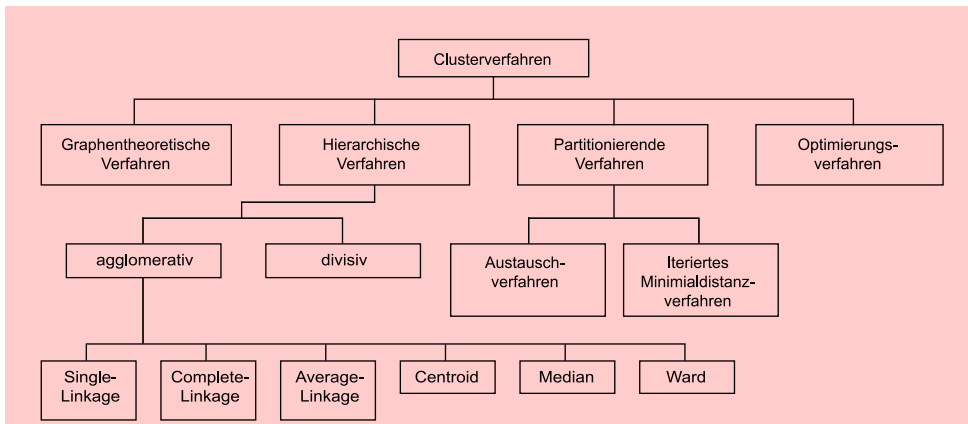 Clusterverfahren
Graphentheoretische
Verfahren
Hierarchische
Verfahren
Partitionierende
Verfahren
Optimierungs-
verfahren
agglomerativ
divisiv
Austausch-
verfahren
Iteriertes
Minimialdistanz-
verfahren
Single-
Linkage
Complete-
Linkage
Average-
Linkage
Centroid
Median
Ward